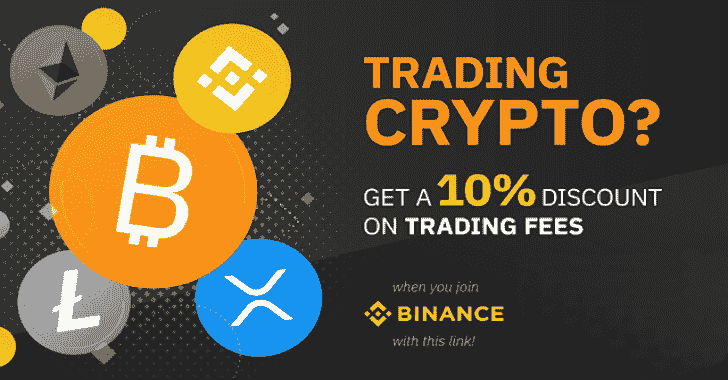 TRADING
CRYPTO?
GET A 10% DISCOUNT
ON TRADING FEES
when you join
BINANCE
with this link!